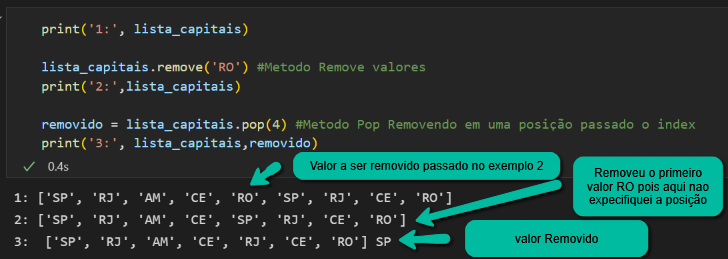 print('1:', lista_capitais)
lista_capitais.remove('RO') #Metodo Remove valores
print('2:',lista_capitais)
removido = lista_capitais.pop(4) #Metodo Pop Removendo em uma posição passado o index
print('3:', lista_capitais,removido)
0.4s
Valor a ser removido passado no exemplo 2
Removeu o primeiro
valor RO pois aqui nao
expecifiquei a posição
1: ['SP', 'RJ', 'AM', 'CE', 'RO', 'SP', 'RJ', 'CE', 'RO']
2: ['SP', 'RJ', 'AM', 'CE', 'SP', 'RJ', 'CE', 'RO']
3: ['SP', 'RJ', 'AM', 'CE', 'RJ', 'CE', 'RO'] SP
valor Removido